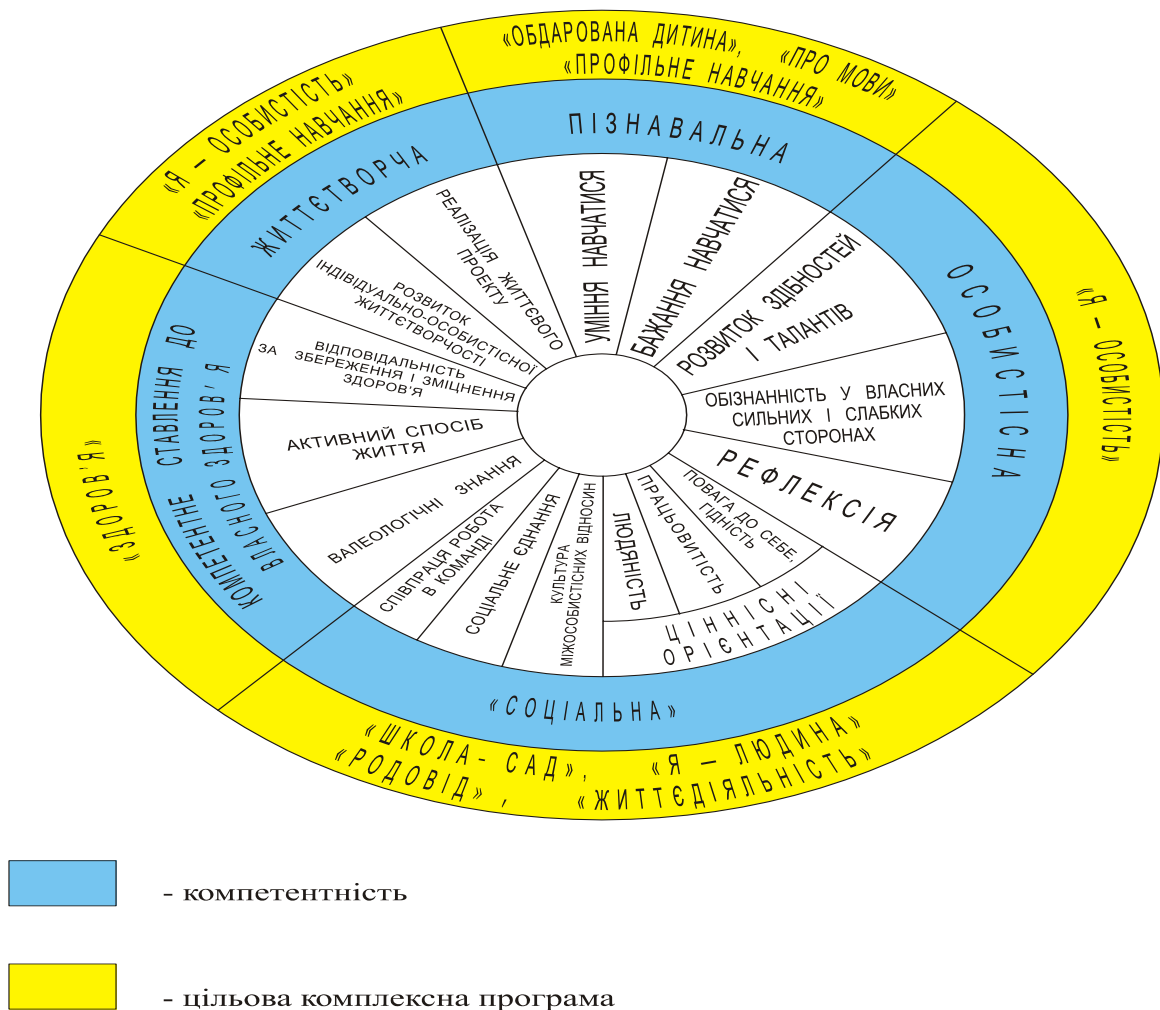 «ОБДАРОВАНА ДИТИНА», «ПРО МОВИ»
«ПРОФІЛЬНЕ НАВЧАННЯ»
«Я – ОСОБИСТІСТЬ»
«ПРОФІЛЬНЕ НАВЧАННЯ»
«Я – ОСОБИСТІСТЬ»
«ЗДОРОВ'Я»
«ШКОЛА- САД», «Я – ЛЮДИНА»
«РОДОВІД» , «ЖИТТЄДІЯЛЬНІСТЬ»
ПІЗНАВАЛЬНА
ОСОБИСТІСНА
«СОЦІАЛЬНА»
КОМПЕТЕНТНЕ СТАВЛЕННЯ ДО
ВЛАСНОГО ЗДОРОВ'Я
ЖИТТЄТВОРЧА
УМІННЯ НАВЧАТИСЯ
БАЖАННЯ НАВЧАТИСЯ
РОЗВИТОК ЗДІБНОСТЕЙ
І ТАЛАНТІВ
ОБІЗНАННІСТЬ У ВЛАСНИХ
СИЛЬНИХ І СЛАБКИХ
СТОРОНАХ
РЕФЛЕКСІЯ
ПОВАГА ДО СЕБЕ,
ГІДНІСТЬ
ПРАЦЬОВИТІСТЬ
ЛЮДЯНІСТЬ
ЦІННІСНІ
ОРІЄНТАЦІЇ
КУЛЬТУРА
МІЖОСОБИСТІСНИХ ВІДНОСИН
СОЦІАЛЬНЕ ЄДНАННЯ
СПІВПРАЦЯ РОБОТА
В КОМАНДІ
ВАЛЕОЛОГІЧНІ ЗНАННЯ
АКТИВНИЙ СПОСІБ
ЖИТТЯ
ВІДПОВІДАЛЬНІСТЬ
ЗА ЗБЕРЕЖЕННЯ І ЗМІЦНЕННЯ
ЗДОРОВ'Я
РОЗВИТОК
ІНДІВІДУАЛЬНО-ОСОБИСТІСНОЇ
ЖИТТЄТВОРЧОСТІ
РЕАЛІЗАЦІЯ ЖИТТЄВОГО
ПРОЕКТУ
- компетентність
- цільова комплексна програма